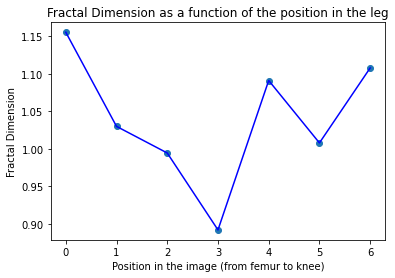 Fractal Dimension as a function of the position in the leg
Fractal Dimension
1.15
1.10
1.05
1.00
0.95
0.90
0 1 2 3 4 5 6
Position in the image (from femur to knee)